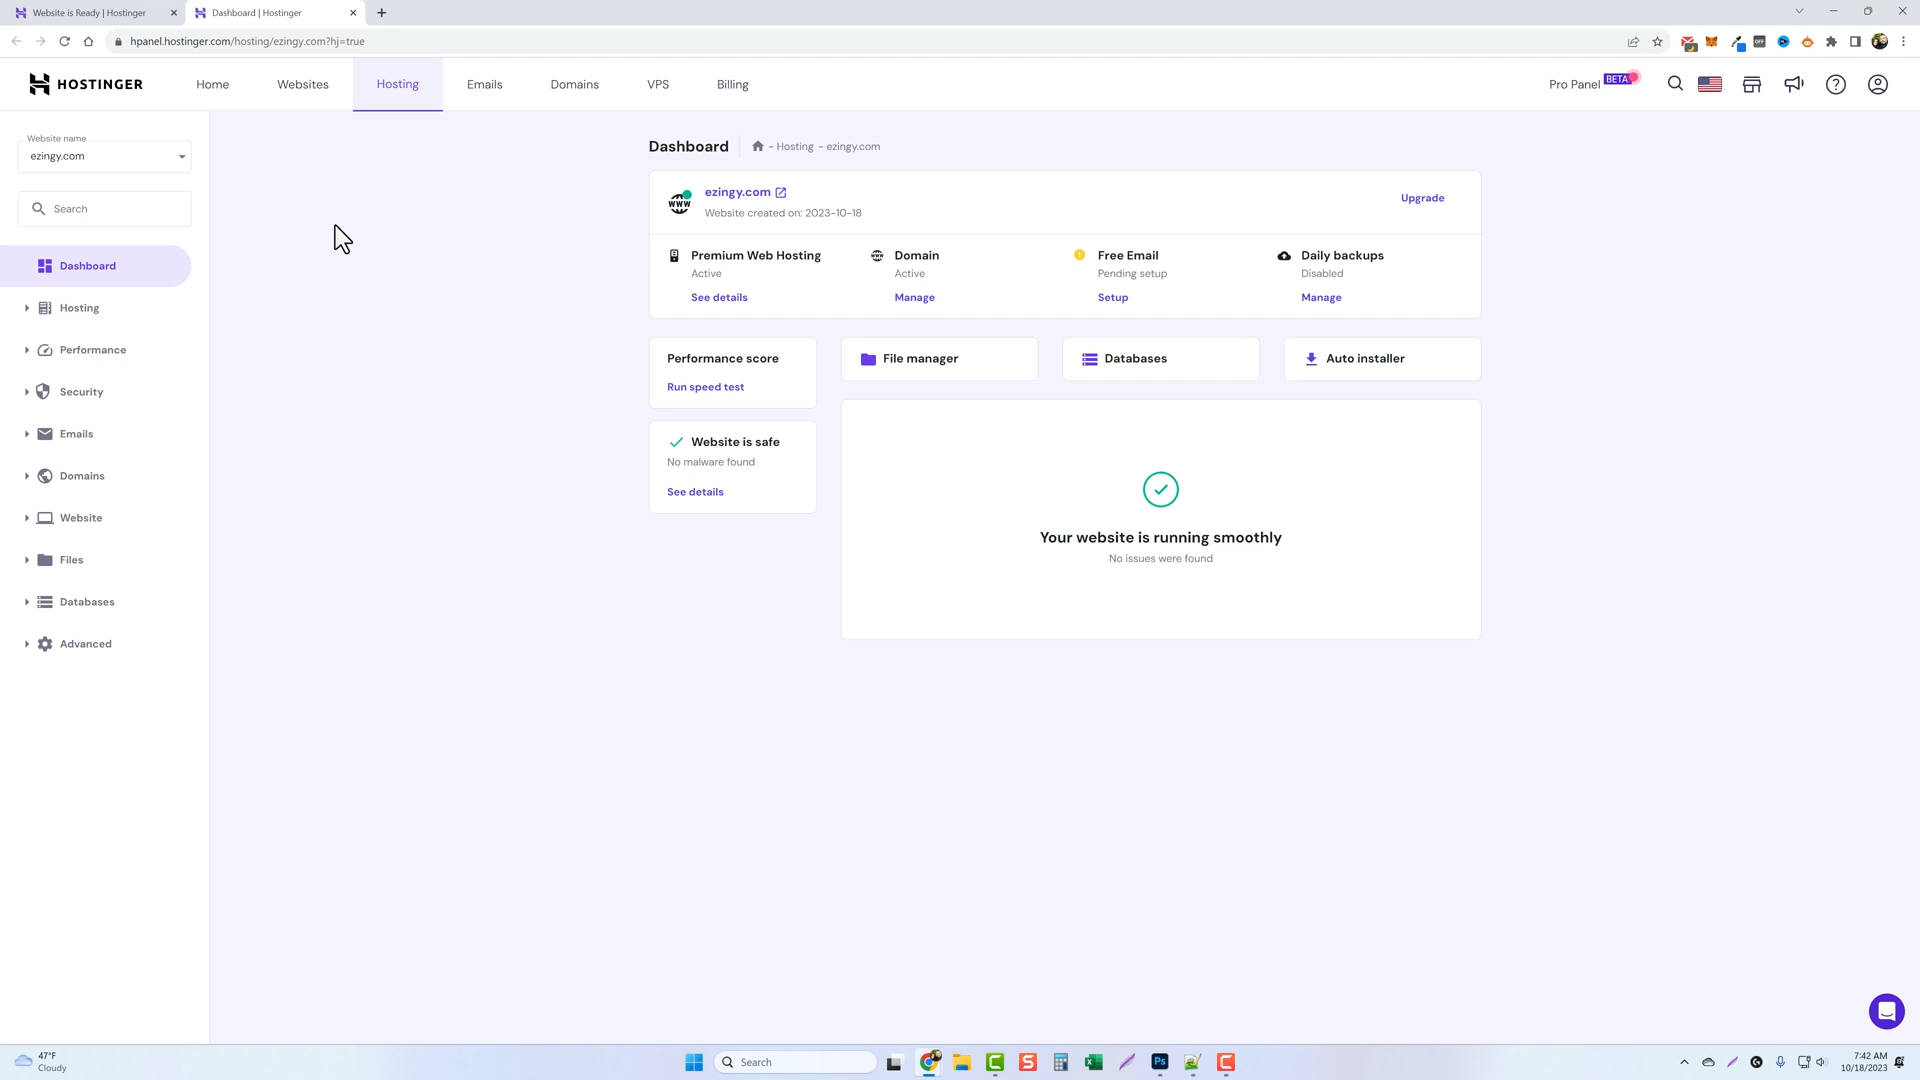 Website is Ready | Hostinger
Dashboard | Hostinger
hpanel.hostinger.com/hosting/ezingy.com?hj=true
HOSTINGER
Home
Websites
Hosting
Emails
Domains
VPS
Billing
Pro Panel BETA
Website name
ezingy.com
Search
Dashboard
Hosting
Performance
Security
Emails
Domains
Website
Files
Databases
Advanced
Dashboard
- Hosting - ezingy.com
WWW
ezingy.com
Website created on: 2023-10-18
Upgrade
Premium Web Hosting
Active
See details
Domain
Active
Manage
Free Email
Pending setup
Setup
Daily backups
Disabled
Manage
Performance score
Run speed test
File manager
Databases
Auto installer
Website is safe
No malware found
See details
Your website is running smoothly
No issues were found
47°F
Cloudy
Search
Ps
7:42 AM
10/18/2023